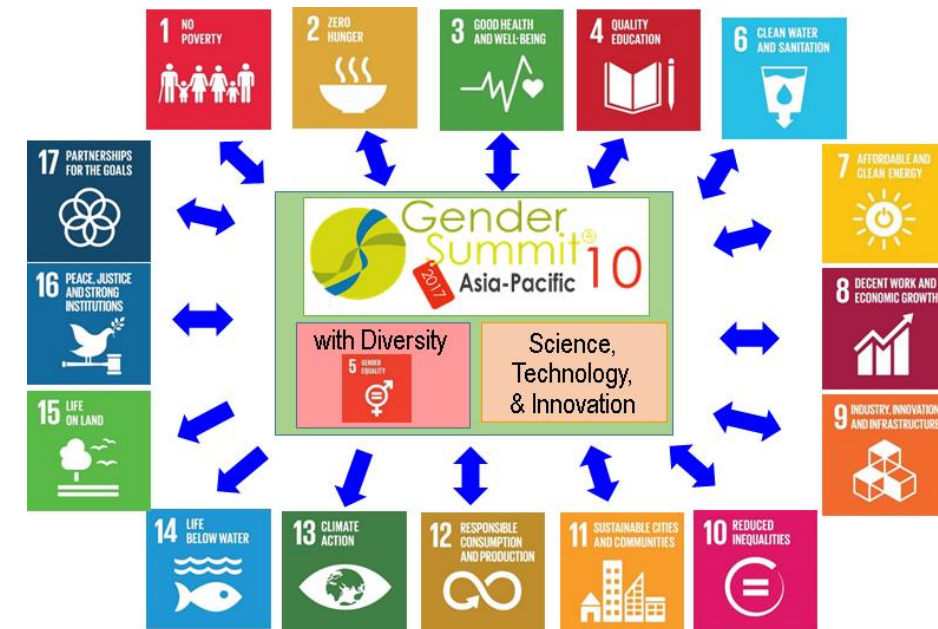 1 NO
POVERTY
2 ZERO
HUNGER
3 GOOD HEALTH
AND WELL-BEING
4 QUALITY
EDUCATION
6 CLEAN WATER
AND SANITATION
17 PARTNERSHIPS
FOR THE GOALS
7 AFFORDABLE AND
CLEAN ENERGY
Gender
Summit®
2017
Asia-Pacific
10
16 PEACE, JUSTICE
AND STRONG
INSTITUTIONS
8 DECENT WORK AND
ECONOMIC GROWTH
with Diversity
5 GENDER
EQUALITY
Science,
Technology,
& Innovation
15 LIFE
ON LAND
9 INDUSTRY, INNOVATION
AND INFRASTRUCTURE
14 LIFE
BELOW WATER
13 CLIMATE
ACTION
12 RESPONSIBLE
CONSUMPTION
AND PRODUCTION
11 SUSTAINABLE CITIES
AND COMMUNITIES
10 REDUCED
INEQUALITIES